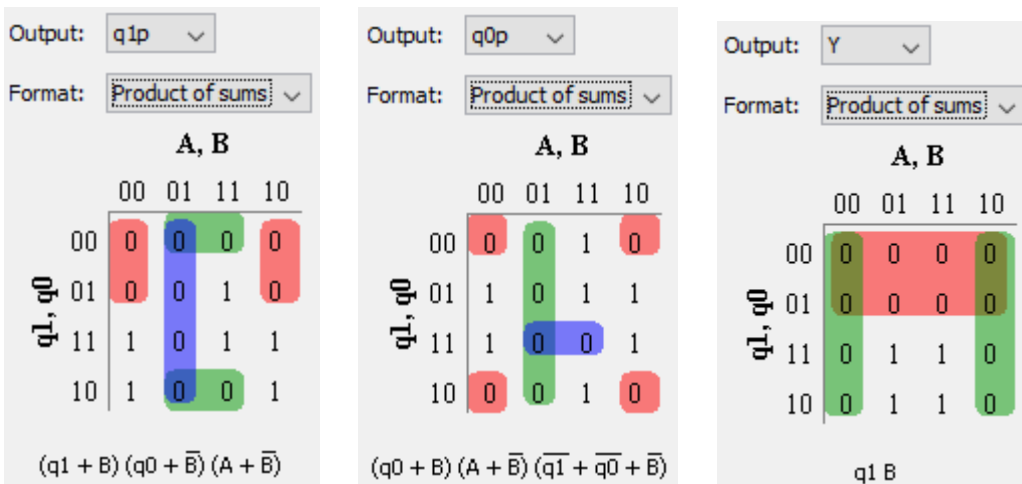 Output: q1p
Format: Product of sums
A, B
00 01 11 10
q1, q0
00 0 0 0 0
01 0 0 1 0
11 1 0 1 1
10 1 0 0 1
(q1 + B) (q0 + B̅) (A + B̅)
Output: q0p
Format: Product of sums
A, B
00 01 11 10
q1, q0
00 0 0 1 0
01 1 0 1 1
11 1 0 0 1
10 0 0 1 0
(q0 + B) (A + B̅) (q̅1̅ + q̅0̅ + B̅)
Output: Y
Format: Product of sums
A, B
00 01 11 10
q1, q0
00 0 0 0 0
01 0 0 0 0
11 0 1 1 0
10 0 1 1 0
q1 B